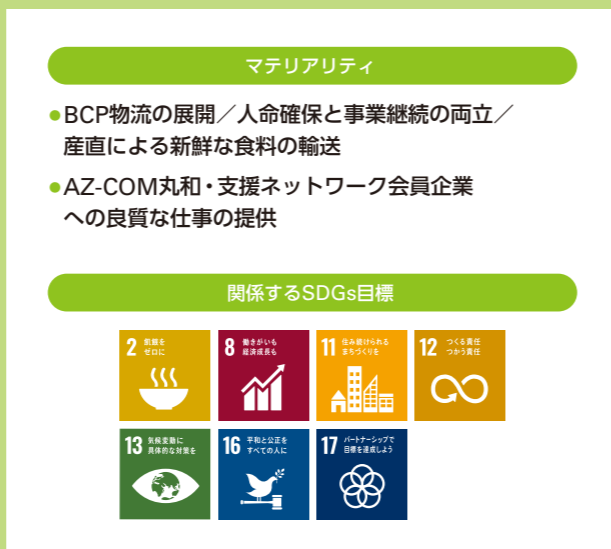 マテリアリティ
●BCP物流の展開／人命確保と事業継続の両立／
産直による新鮮な食料の輸送
●AZ-COM丸和・支援ネットワーク会員企業
への良質な仕事の提供
関係するSDGs目標
2 飢餓を
ゼロに
8 働きがいも
経済成長も
11 住み続けられる
まちづくりを
12 つくる責任
つかう責任
13 気候変動に
具体的な対策を
16 平和と公正を
すべての人に
17 パートナーシップで
目標を達成しよう